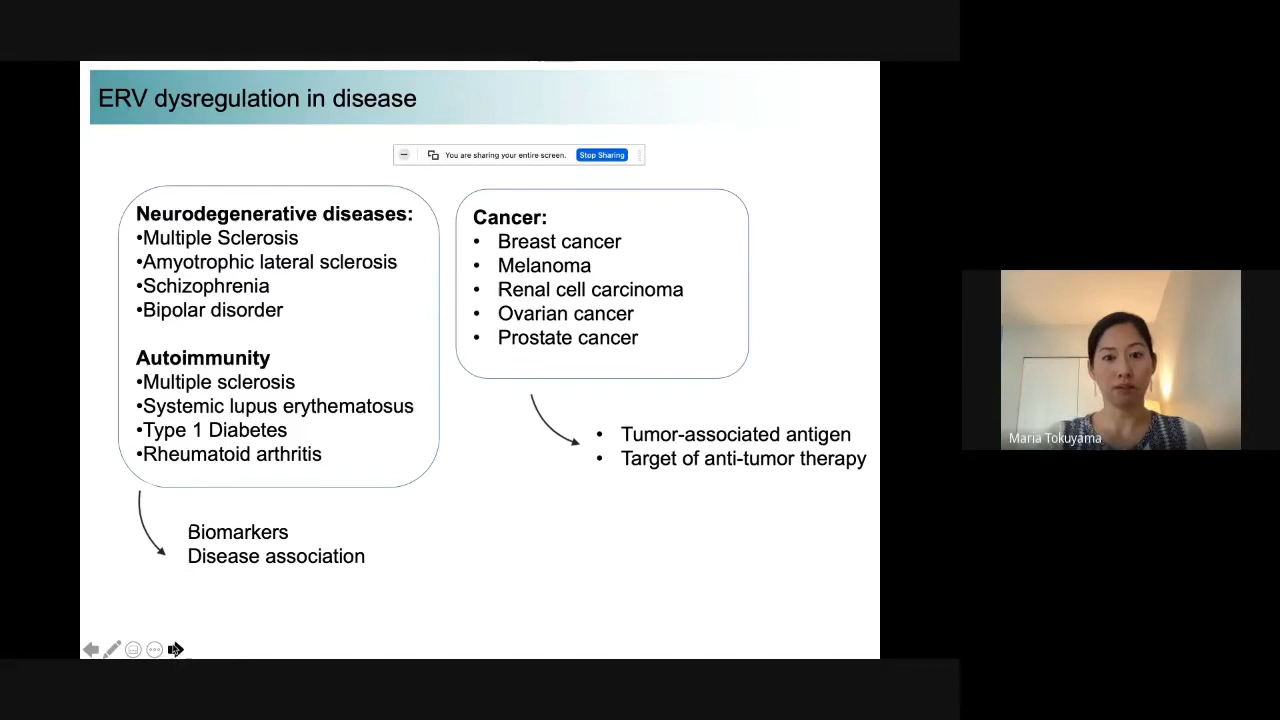 ERV dysregulation in disease
You are sharing your entire screen.
Stop Sharing
Neurodegenerative diseases:
•Multiple Sclerosis
•Amyotrophic lateral sclerosis
•Schizophrenia
•Bipolar disorder
Autoimmunity
•Multiple sclerosis
•Systemic lupus erythematosus
•Type 1 Diabetes
•Rheumatoid arthritis
Biomarkers
Disease association
Cancer:
• Breast cancer
• Melanoma
• Renal cell carcinoma
• Ovarian cancer
• Prostate cancer
• Tumor-associated antigen
• Target of anti-tumor therapy
Maria Tokuyama